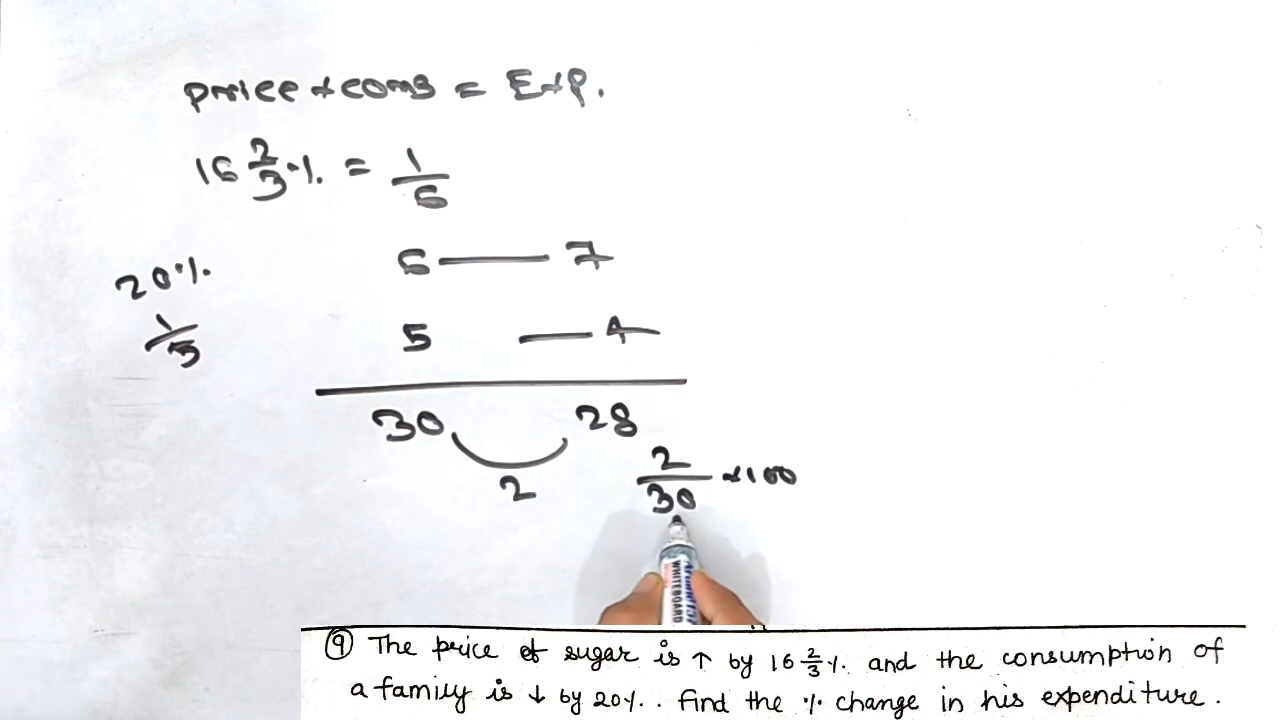 price × cons = Exp.
16 2/3 % = 1/6
6 — 7
20%
1/5
5 — 4
30 28
2
2/30 × 100
WHITEBOARD
⑨ The price of sugar is ↑ by 16 2/3 %. and the consumption of
a family is ↓ by 20%.. find the % change in his expenditure.